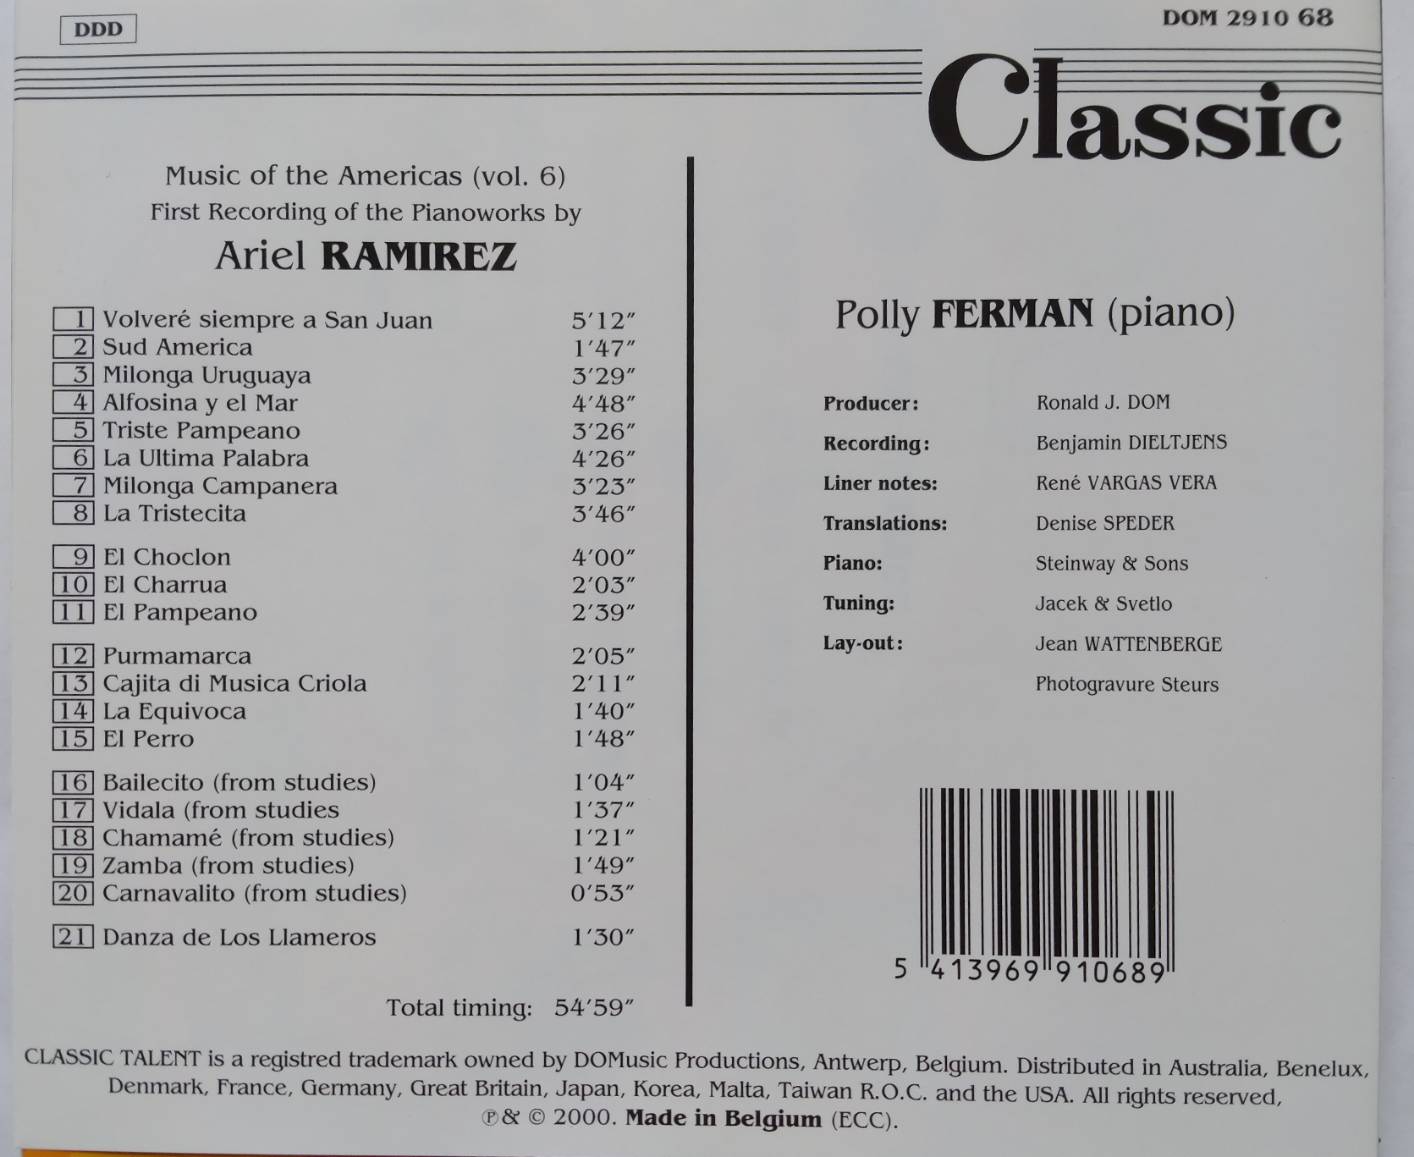 DDD
DOM 2910 68
Classic
Music of the Americas (vol. 6)
First Recording of the Pianoworks by
Ariel RAMIREZ
1 Volveré siempre a San Juan 5'12"
2 Sud America 1'47"
3 Milonga Uruguaya 3'29"
4 Alfosina y el Mar 4'48"
5 Triste Pampeano 3'26"
6 La Ultima Palabra 4'26"
7 Milonga Campanera 3'23"
8 La Tristecita 3'46"
9 El Choclon 4'00"
10 El Charrua 2'03"
11 El Pampeano 2'39"
12 Purmamarca 2'05"
13 Cajita di Musica Criola 2'11"
14 La Equivoca 1'40"
15 El Perro 1'48"
16 Bailecito (from studies) 1'04"
17 Vidala (from studies 1'37"
18 Chamamé (from studies) 1'21"
19 Zamba (from studies) 1'49"
20 Carnavalito (from studies) 0'53"
21 Danza de Los Llameros 1'30"
Total timing: 54'59"
Polly FERMAN (piano)
Producer: Ronald J. DOM
Recording: Benjamin DIELTJENS
Liner notes: René VARGAS VERA
Translations: Denise SPEDER
Piano: Steinway & Sons
Tuning: Jacek & Svetlo
Lay-out: Jean WATTENBERGE
Photogravure Steurs
5 413969 910689
CLASSIC TALENT is a registred trademark owned by DOMusic Productions, Antwerp, Belgium. Distributed in Australia, Benelux,
Denmark, France, Germany, Great Britain, Japan, Korea, Malta, Taiwan R.O.C. and the USA. All rights reserved,
℗ & © 2000. Made in Belgium (ECC).